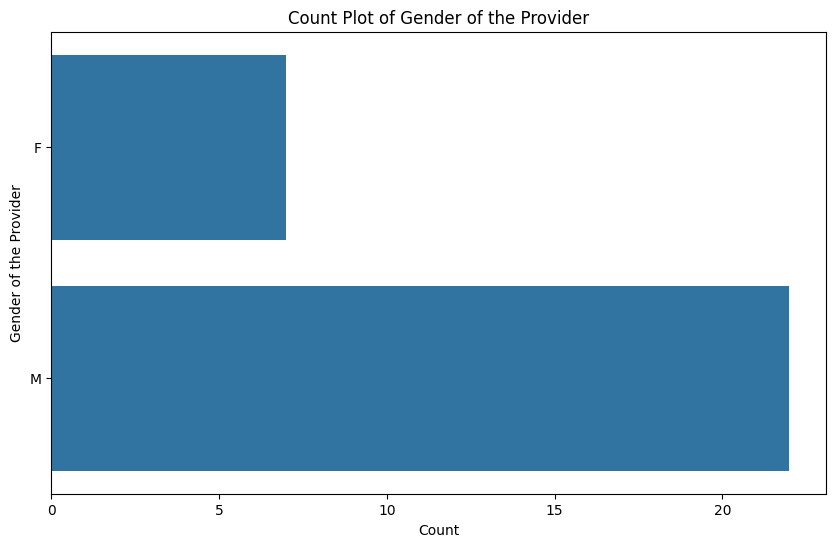 Count Plot of Gender of the Provider
Gender of the Provider
F
M
0 5 10 15 20
Count